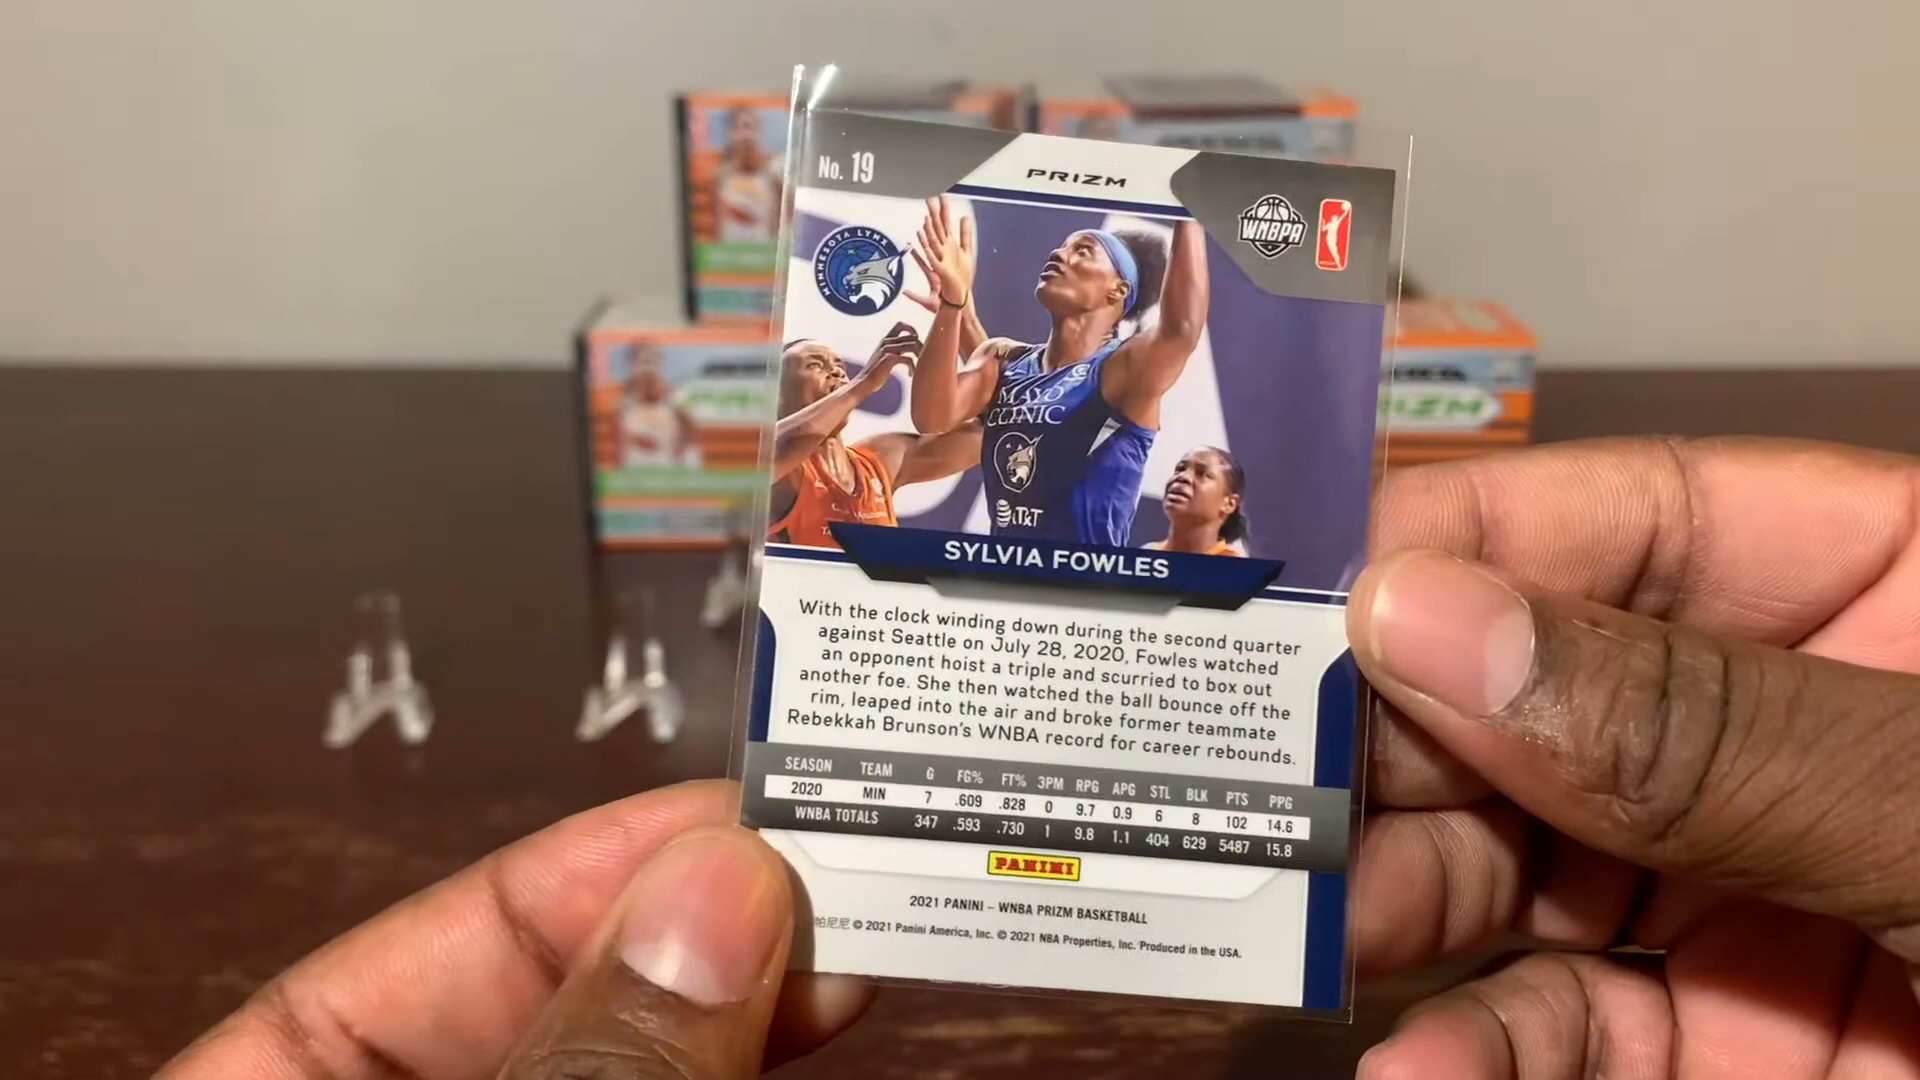 No. 19
PRIZM
WNBPA
MINNESOTA LYNX
MAYO
CLINIC
AT&T
SYLVIA FOWLES
With the clock winding down during the second quarter
against Seattle on July 28, 2020, Fowles watched
an opponent hoist a triple and scurried to box out
another foe. She then watched the ball bounce off the
rim, leaped into the air and broke former teammate
Rebekkah Brunson's WNBA record for career rebounds.
SEASON TEAM G FG% FT% 3PM RPG APG STL BLK PTS PPG
2020 MIN 7 .609 .828 0 9.7 0.9 6 8 102 14.6
WNBA TOTALS 347 .593 .730 1 9.8 1.1 404 629 5487 15.8
PANINI
2021 PANINI – WNBA PRIZM BASKETBALL
帕尼尼 © 2021 Panini America, Inc. © 2021 NBA Properties, Inc. Produced in the USA.